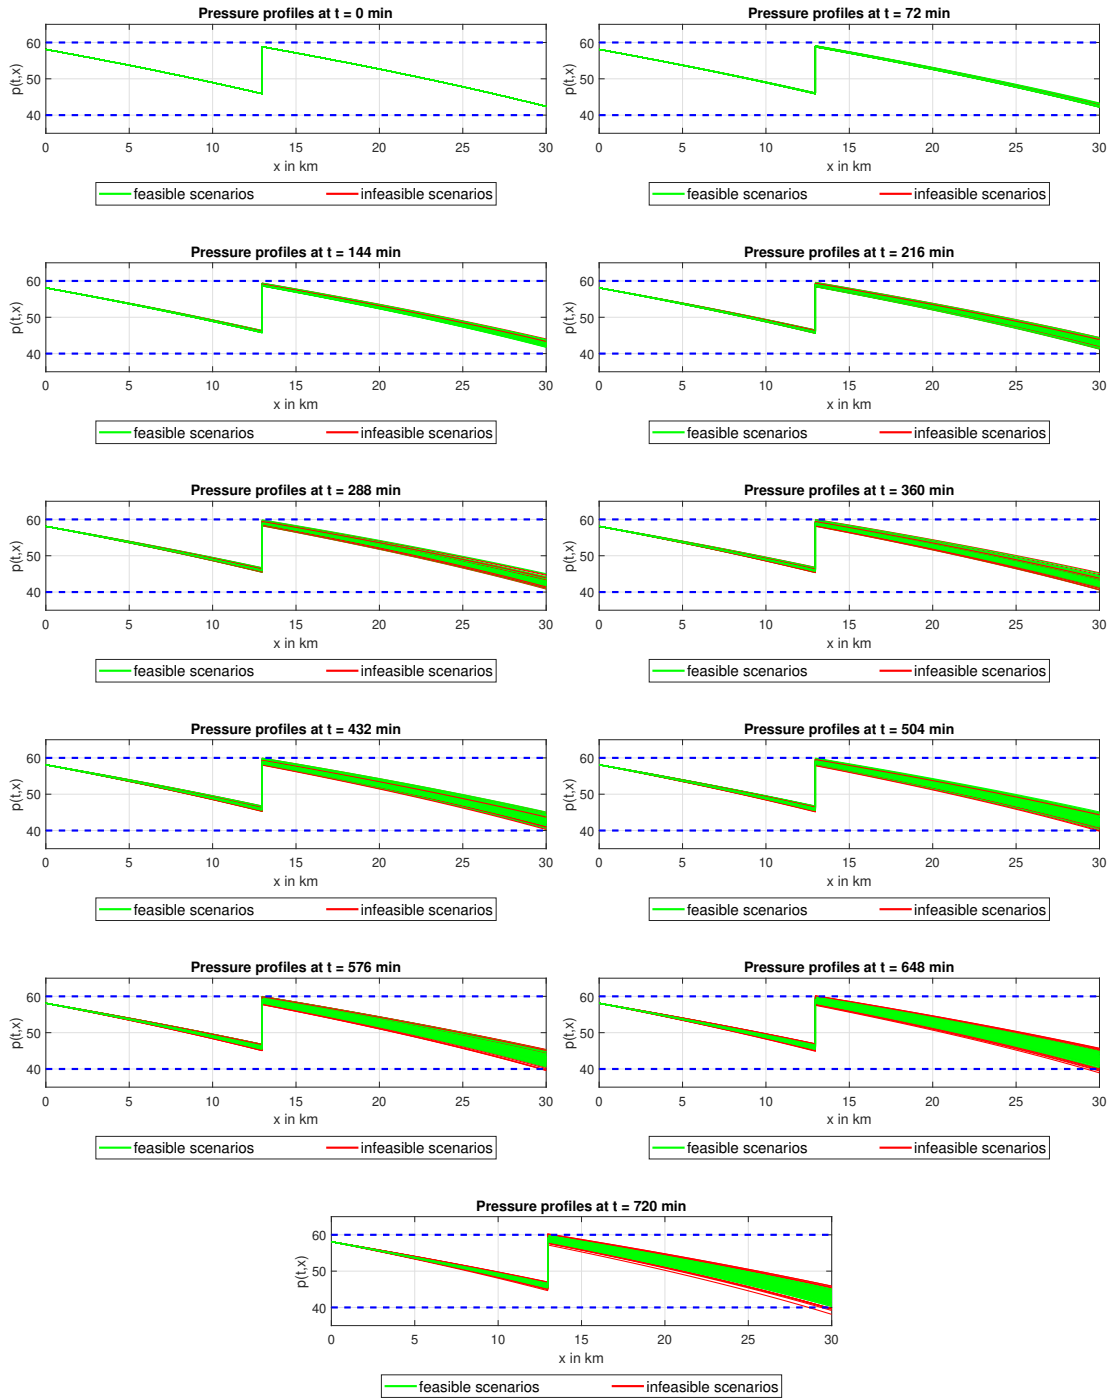 Pressure profiles at t = 0 min
p(t,x)
60
50
40
0 5 10 15 20 25 30
x in km
feasible scenarios infeasible scenarios
Pressure profiles at t = 72 min
p(t,x)
60
50
40
0 5 10 15 20 25 30
x in km
feasible scenarios infeasible scenarios
Pressure profiles at t = 144 min
p(t,x)
60
50
40
0 5 10 15 20 25 30
x in km
feasible scenarios infeasible scenarios
Pressure profiles at t = 216 min
p(t,x)
60
50
40
0 5 10 15 20 25 30
x in km
feasible scenarios infeasible scenarios
Pressure profiles at t = 288 min
p(t,x)
60
50
40
0 5 10 15 20 25 30
x in km
feasible scenarios infeasible scenarios
Pressure profiles at t = 360 min
p(t,x)
60
50
40
0 5 10 15 20 25 30
x in km
feasible scenarios infeasible scenarios
Pressure profiles at t = 432 min
p(t,x)
60
50
40
0 5 10 15 20 25 30
x in km
feasible scenarios infeasible scenarios
Pressure profiles at t = 504 min
p(t,x)
60
50
40
0 5 10 15 20 25 30
x in km
feasible scenarios infeasible scenarios
Pressure profiles at t = 576 min
p(t,x)
60
50
40
0 5 10 15 20 25 30
x in km
feasible scenarios infeasible scenarios
Pressure profiles at t = 648 min
p(t,x)
60
50
40
0 5 10 15 20 25 30
x in km
feasible scenarios infeasible scenarios
Pressure profiles at t = 720 min
p(t,x)
60
50
40
0 5 10 15 20 25 30
x in km
feasible scenarios infeasible scenarios